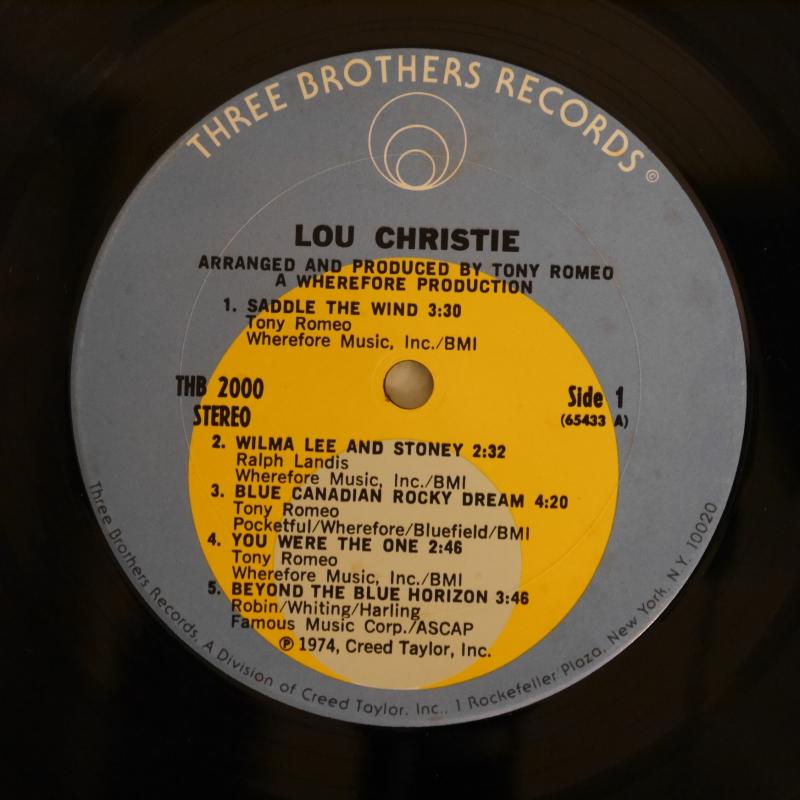 THREE BROTHERS RECORDS ©
LOU CHRISTIE
ARRANGED AND PRODUCED BY TONY ROMEO
A WHEREFORE PRODUCTION
1. SADDLE THE WIND 3:30
Tony Romeo
Wherefore Music, Inc./BMI
THB 2000
STEREO
Side 1
(65433 A)
2. WILMA LEE AND STONEY 2:32
Ralph Landis
Wherefore Music, Inc./BMI
3. BLUE CANADIAN ROCKY DREAM 4:20
Tony Romeo
Pocketful/Wherefore/Bluefield/BMI
4. YOU WERE THE ONE 2:46
Tony Romeo
Wherefore Music, Inc./BMI
5. BEYOND THE BLUE HORIZON 3:46
Robin/Whiting/Harling
Famous Music Corp./ASCAP
℗ 1974, Creed Taylor, Inc.
Three Brothers Records, A Division of Creed Taylor, Inc., 1 Rockefeller Plaza, New York, N.Y. 10020